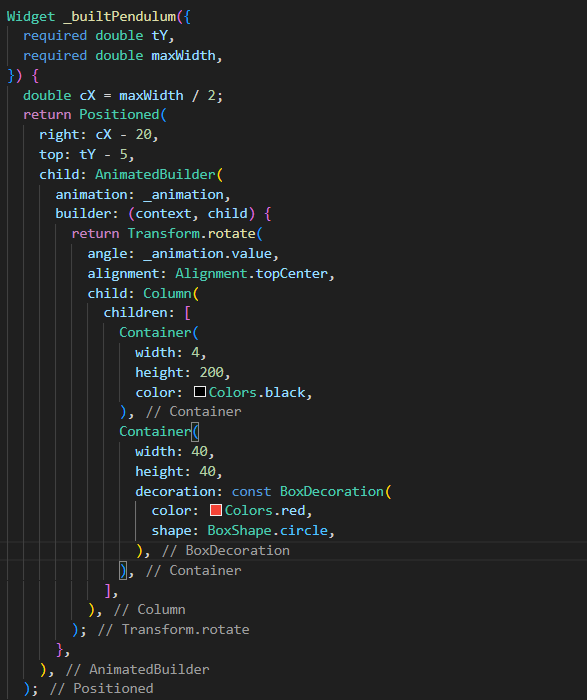 Widget _builtPendulum({
  required double tY,
  required double maxWidth,
}) {
  double cX = maxWidth / 2;
  return Positioned(
    right: cX - 20,
    top: tY - 5,
    child: AnimatedBuilder(
      animation: _animation,
      builder: (context, child) {
        return Transform.rotate(
          angle: _animation.value,
          alignment: Alignment.topCenter,
          child: Column(
            children: [
              Container(
                width: 4,
                height: 200,
                color: Colors.black,
              ), // Container
              Container(
                width: 40,
                height: 40,
                decoration: const BoxDecoration(
                  color: Colors.red,
                  shape: BoxShape.circle,
                ), // BoxDecoration
              ), // Container
            ],
          ), // Column
        ); // Transform.rotate
      },
    ), // AnimatedBuilder
  ); // Positioned